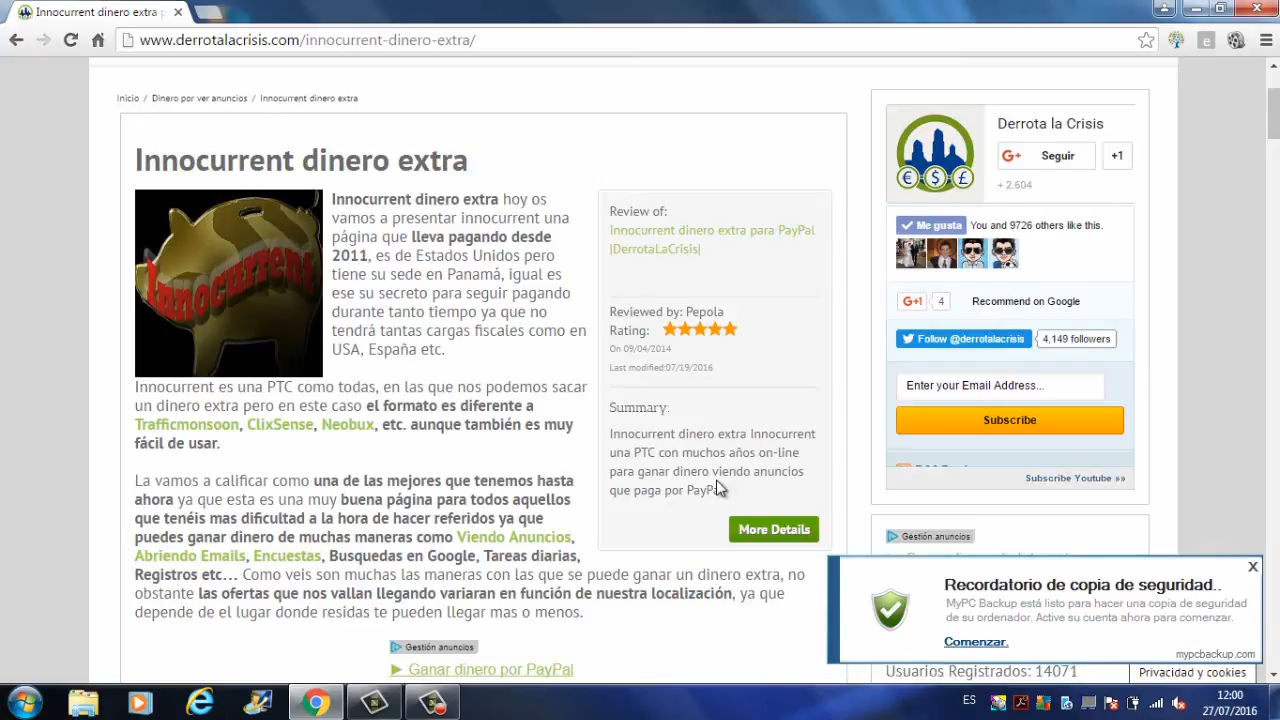 Innocurrent dinero extra p
www.derrotalacrisis.com/innocurrent-dinero-extra/
Inicio / Dinero por ver anuncios / Innocurrent dinero extra
Innocurrent dinero extra
Innocurrent
Innocurrent dinero extra hoy os
vamos a presentar innocurrent una
página que lleva pagando desde
2011, es de Estados Unidos pero
tiene su sede en Panamá, igual es
ese su secreto para seguir pagando
durante tanto tiempo ya que no
tendrá tantas cargas fiscales como en
USA, España etc.
Innocurrent es una PTC como todas, en las que nos podemos sacar
un dinero extra pero en este caso el formato es diferente a
Trafficmonsoon, ClixSense, Neobux, etc. aunque también es muy
fácil de usar.
La vamos a calificar como una de las mejores que tenemos hasta
ahora ya que esta es una muy buena página para todos aquellos
que tenéis mas dificultad a la hora de hacer referidos ya que
puedes ganar dinero de muchas maneras como Viendo Anuncios,
Abriendo Emails, Encuestas, Busquedas en Google, Tareas diarias,
Registros etc… Como veis son muchas las maneras con las que se puede ganar un dinero extra, no
obstante las ofertas que nos vallan llegando variaran en función de nuestra localización, ya que
depende de el lugar donde residas te pueden llegar mas o menos.
Gestión anuncios
► Ganar dinero por PayPal
Review of:
Innocurrent dinero extra para PayPal
|DerrotaLaCrisis|
Reviewed by: Pepola
Rating:
On 09/04/2014
Last modified:07/19/2016
Summary:
Innocurrent dinero extra Innocurrent
una PTC con muchos años on-line
para ganar dinero viendo anuncios
que paga por PayPa
More Details
Derrota la Crisis
G+ Seguir +1
+ 2.604
€ $ £
Me gusta You and 9726 others like this.
G+1 4 Recommend on Google
Follow @derrotalacrisis 4,149 followers
Enter your Email Address...
Subscribe
Subscribe Youtube »»
Gestión anuncios
Recordatorio de copia de seguridad.. X
MyPC Backup está listo para hacer una copia de seguridad
de su ordenador. Active su cuenta ahora para comenzar.
Comenzar.
mypcbackup.com
Usuarios Registrados: 14071
Privacidad y cookies
ES
12:00
27/07/2016